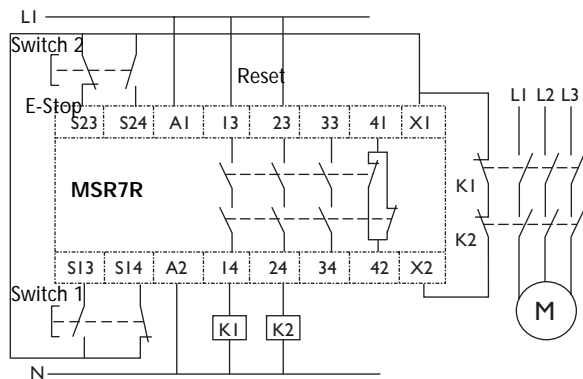 L1
Switch 2
Reset
L1 L2 L3
E-Stop
S23 S24 A1 13 23 33 41 X1
MSR7R
K1
K2
S13 S14 A2 14 24 34 42 X2
Switch 1
K1 K2
M
N